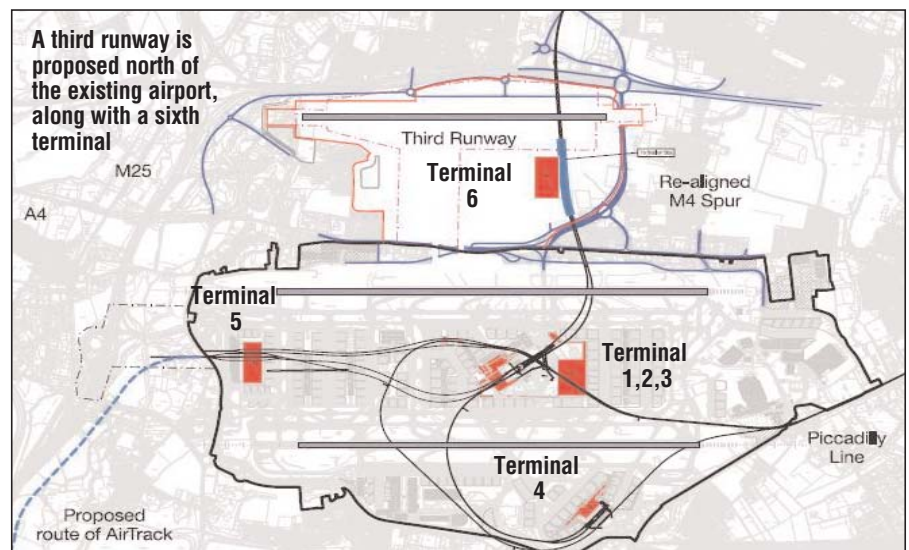 A third runway is
proposed north of
the existing airport,
along with a sixth
terminal
M25
A4
Third Runway
Terminal
6
Re-aligned
M4 Spur
Terminal
5
Terminal
1,2,3
Terminal
4
Piccadilly
Line
Proposed
route of AirTrack